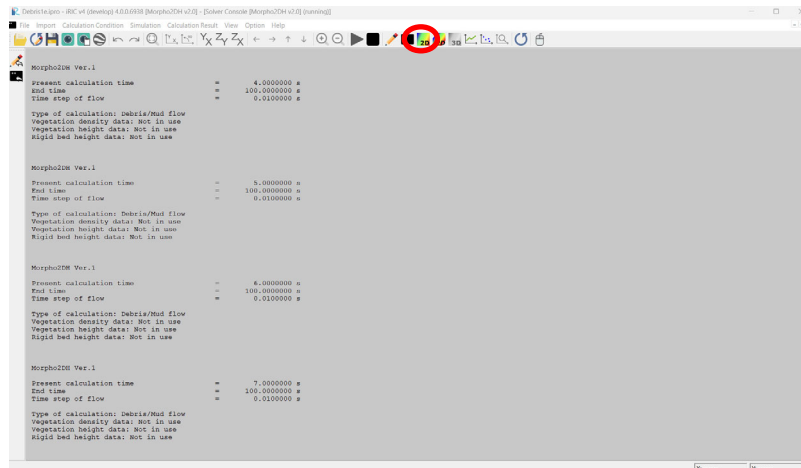 Debris1e.ipro - iRIC v4 (develop) 4.0.0.6938 [Morpho2DH v2.0] - [Solver Console [Morpho2DH v2.0] (running)]
File Import Calculation Condition Simulation Calculation Result View Option Help
2D 3D
Morpho2DH Ver.1
Present calculation time = 4.0000000 s
End time = 100.0000000 s
Time step of flow = 0.0100000 s
Type of calculation: Debris/Mud flow
Vegetation density data: Not in use
Vegetation height data: Not in use
Rigid bed height data: Not in use
Morpho2DH Ver.1
Present calculation time = 5.0000000 s
End time = 100.0000000 s
Time step of flow = 0.0100000 s
Type of calculation: Debris/Mud flow
Vegetation density data: Not in use
Vegetation height data: Not in use
Rigid bed height data: Not in use
Morpho2DH Ver.1
Present calculation time = 6.0000000 s
End time = 100.0000000 s
Time step of flow = 0.0100000 s
Type of calculation: Debris/Mud flow
Vegetation density data: Not in use
Vegetation height data: Not in use
Rigid bed height data: Not in use
Morpho2DH Ver.1
Present calculation time = 7.0000000 s
End time = 100.0000000 s
Time step of flow = 0.0100000 s
Type of calculation: Debris/Mud flow
Vegetation density data: Not in use
Vegetation height data: Not in use
Rigid bed height data: Not in use